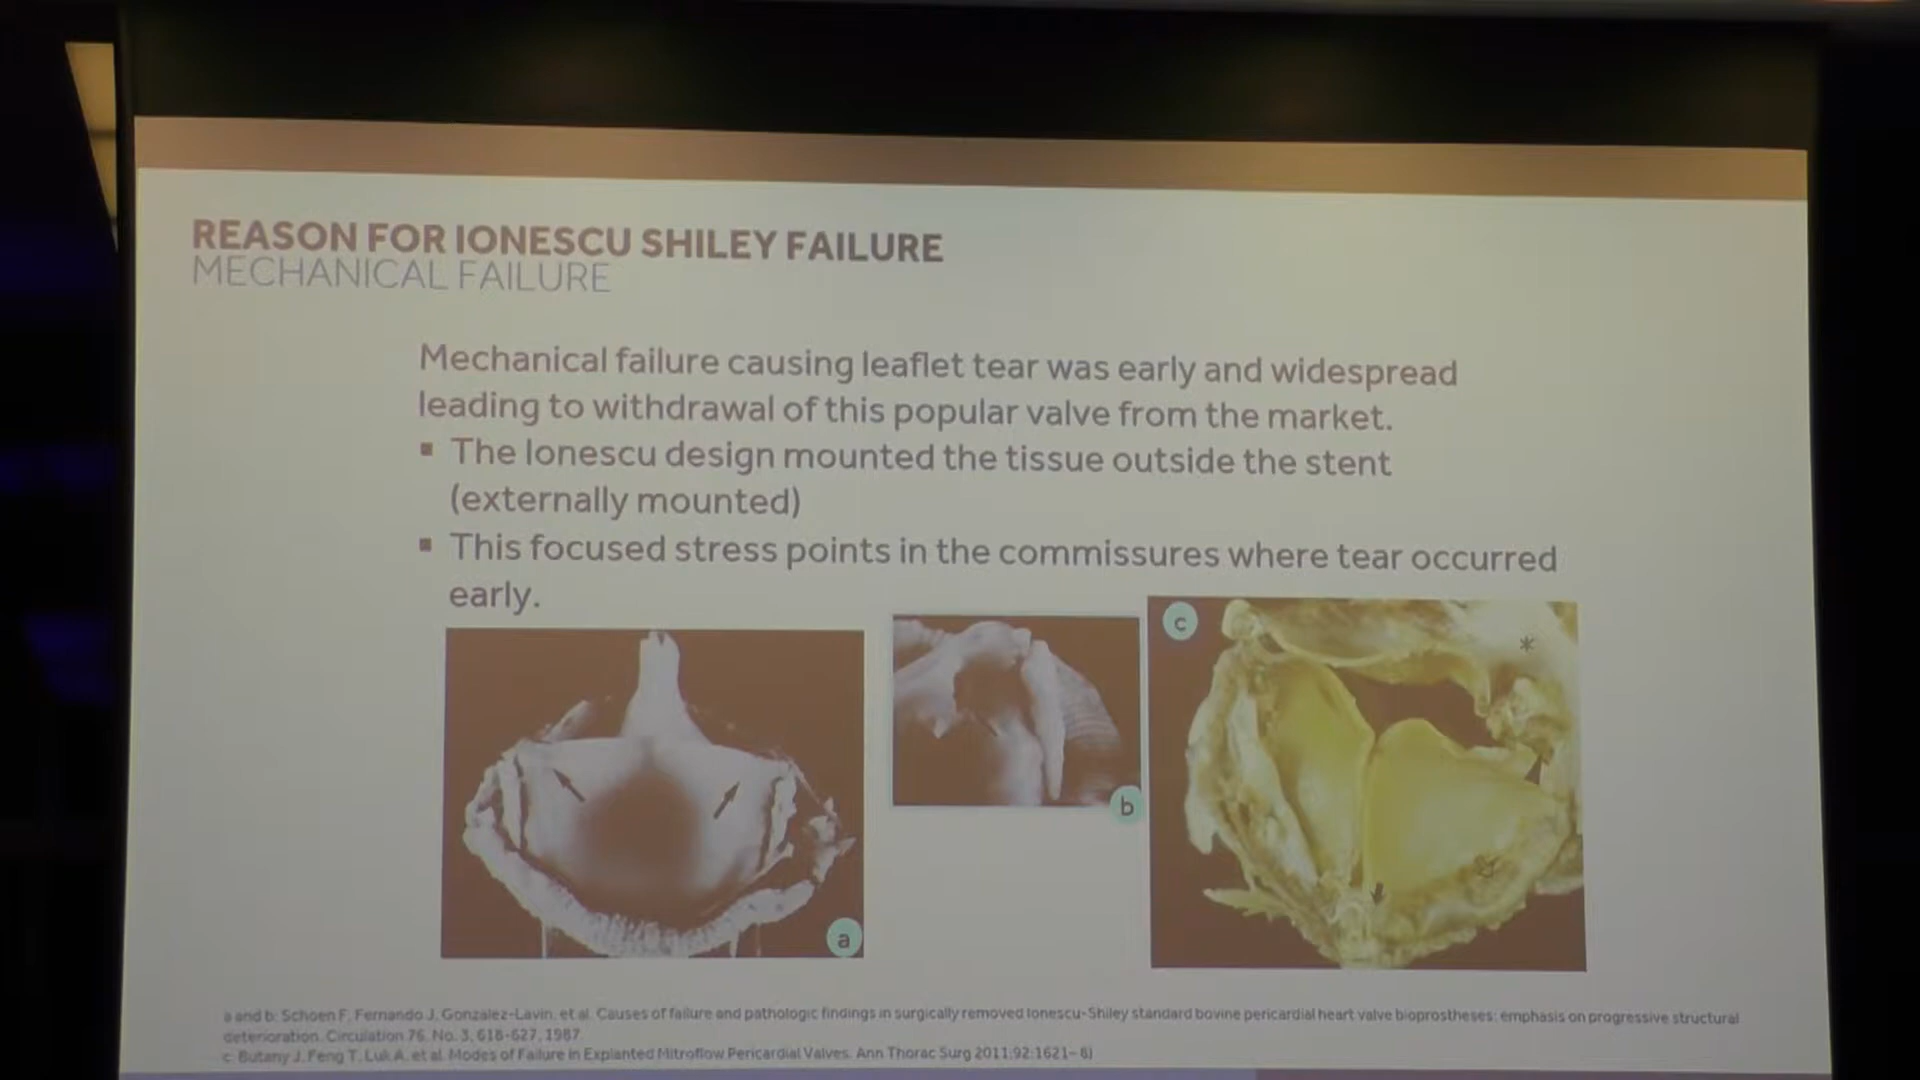 REASON FOR IONESCU SHILEY FAILURE
MECHANICAL FAILURE
Mechanical failure causing leaflet tear was early and widespread
leading to withdrawal of this popular valve from the market.
▪ The Ionescu design mounted the tissue outside the stent
(externally mounted)
▪ This focused stress points in the commissures where tear occurred
early.
c
*
b
a
a and b: Schoen F, Fernando J, Gonzalez-Lavin, et al. Causes of failure and pathologic findings in surgically removed Ionescu-Shiley standard bovine pericardial heart valve bioprostheses: emphasis on progressive structural
deterioration. Circulation 76, No. 3, 618-627, 1987
c: Butany J, Feng T, Luk A, et al. Modes of Failure in Explanted Mitroflow Pericardial Valves. Ann Thorac Surg 2011;92:1621–8)